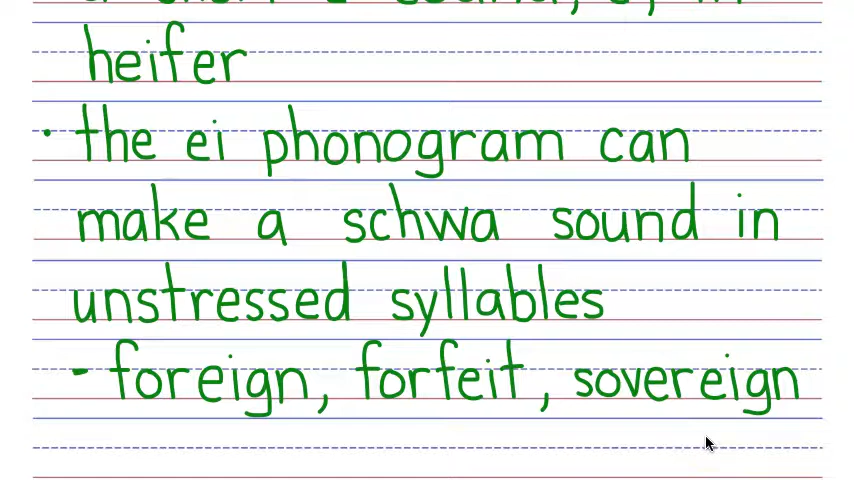 heifer
· the ei phonogram can
make a schwa sound in
unstressed syllables
- foreign, forfeit, sovereign